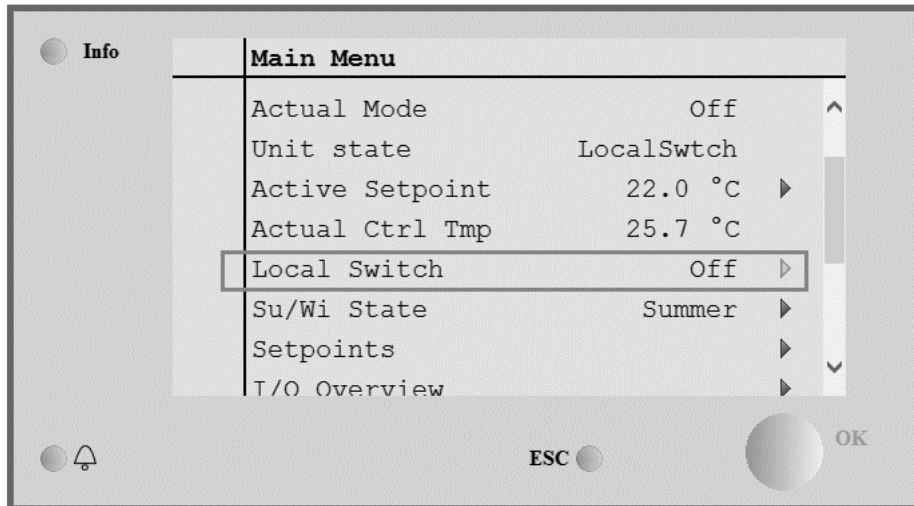 Info
Main Menu
Actual Mode Off
Unit state LocalSwtch
Active Setpoint 22.0 °C
Actual Ctrl Tmp 25.7 °C
Local Switch Off
Su/Wi State Summer
Setpoints
I/O Overview
ESC
OK